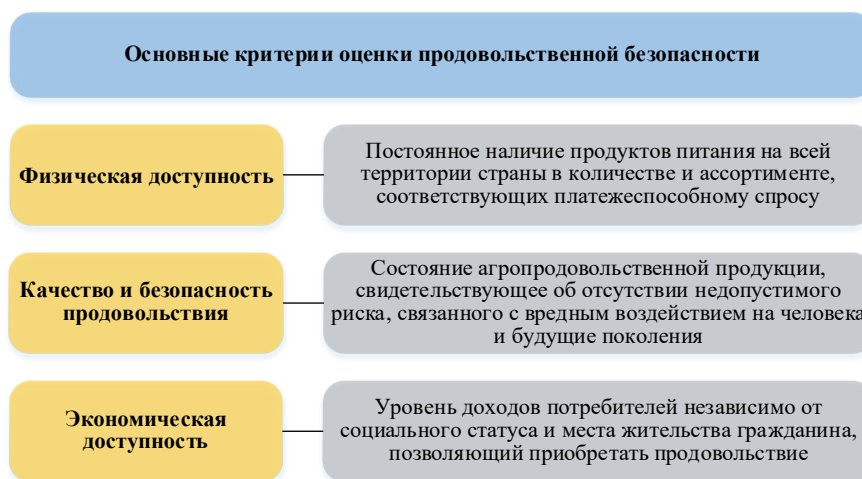 Основные критерии оценки продовольственной безопасности
Физическая доступность
Постоянное наличие продуктов питания на всей
территории страны в количестве и ассортименте,
соответствующих платежеспособному спросу
Качество и безопасность
продовольствия
Состояние агропродовольственной продукции,
свидетельствующее об отсутствии недопустимого
риска, связанного с вредным воздействием на человека
и будущие поколения
Экономическая
доступность
Уровень доходов потребителей независимо от
социального статуса и места жительства гражданина,
позволяющий приобретать продовольствие